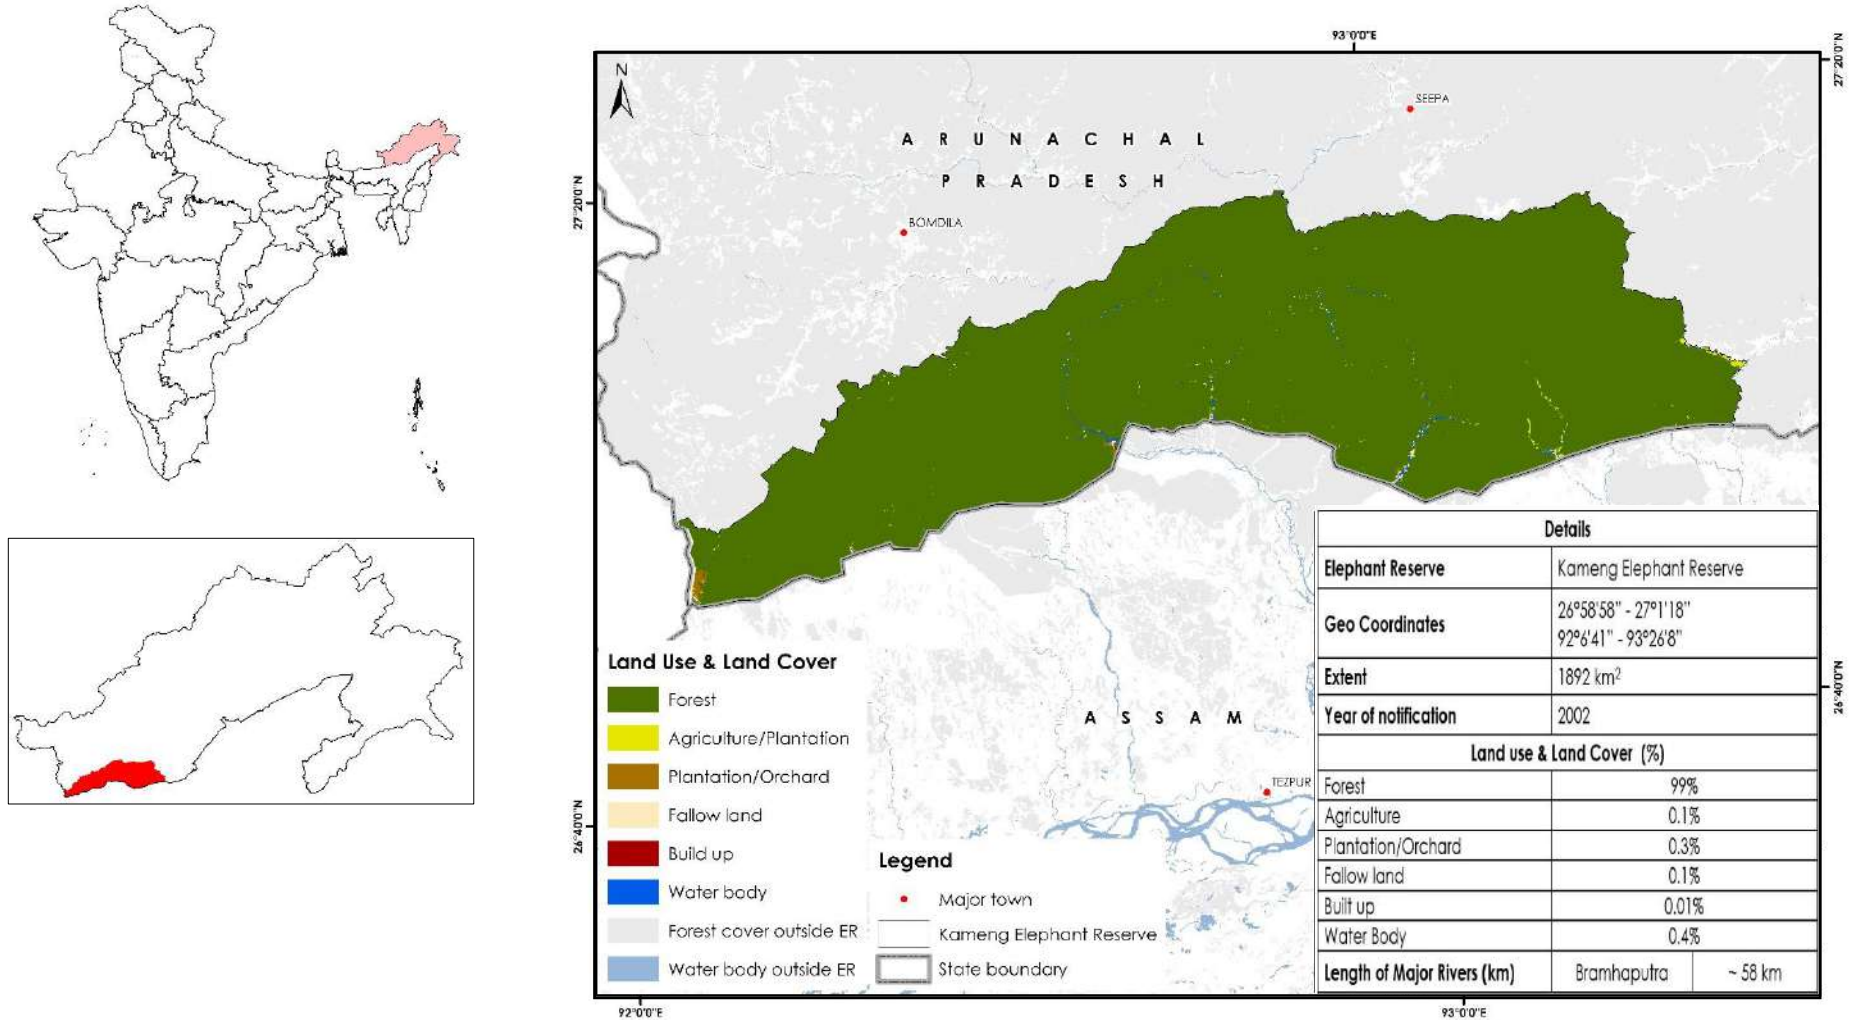 93°0'0"E
27°20'0"N
N
SEEPA
ARUNACHAL
PRADESH
27°20'0"N
BOMDILA
Details
Elephant Reserve Kameng Elephant Reserve
Geo Coordinates 26°58'58" - 27°1'18"
92°6'41" - 93°26'8"
Extent 1892 km²
Year of notification 2002
Land use & Land Cover (%)
Forest 99%
Agriculture 0.1%
Plantation/Orchard 0.3%
Fallow land 0.1%
Built up 0.01%
Water Body 0.4%
Length of Major Rivers (km) Bramhaputra ~ 58 km
26°40'0"N
ASSAM
TEZPUR
26°40'0"N
Land Use & Land Cover
Forest
Agriculture/Plantation
Plantation/Orchard
Fallow land
Build up
Water body
Forest cover outside ER
Water body outside ER
Legend
Major town
Kameng Elephant Reserve
State boundary
92°0'0"E
93°0'0"E